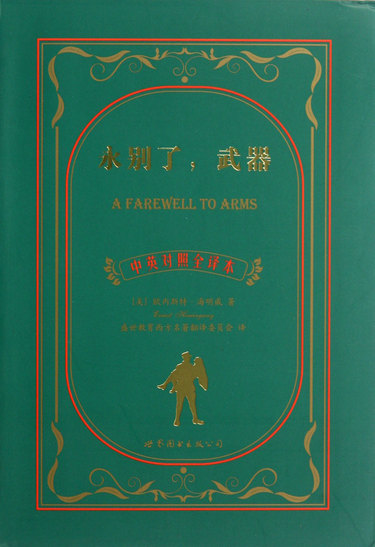 永别了，武器
A FAREWELL TO ARMS
中英对照全译本
[美] 欧内斯特·海明威 著
Ernest Hemingway
盛世教育西方名著翻译委员会 译
世界图书出版公司